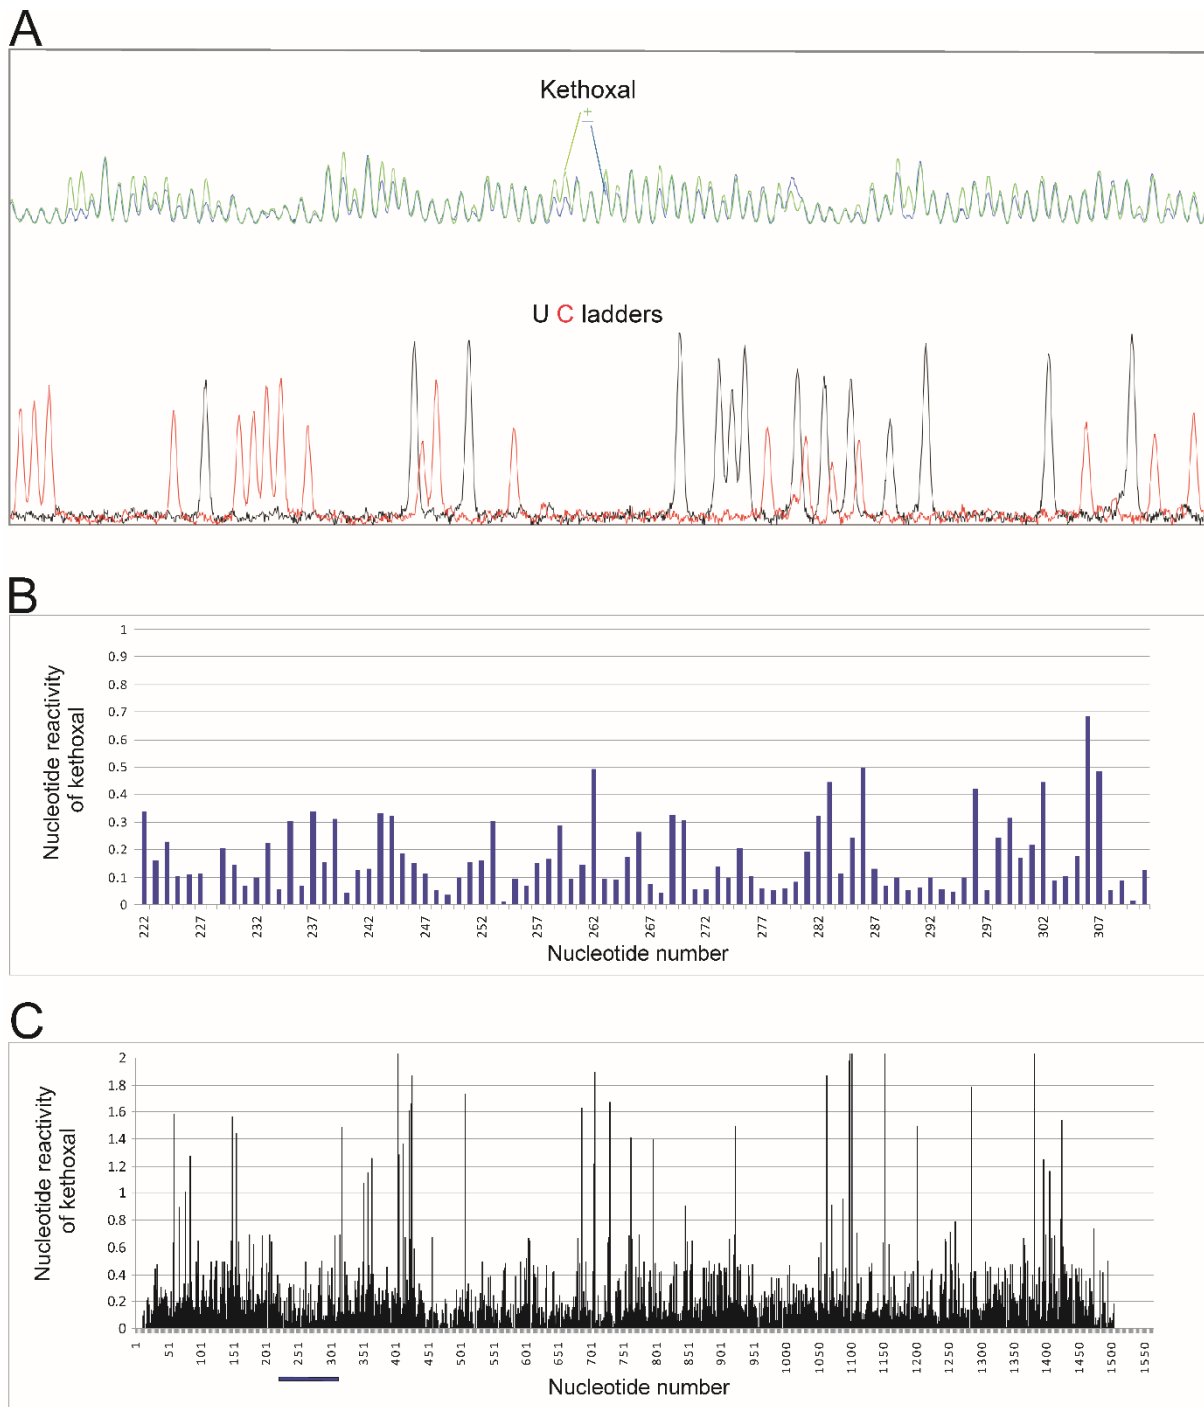 A
Kethoxal
+
−
U C ladders
B
Nucleotide reactivity
of kethoxal
1
0.9
0.8
0.7
0.6
0.5
0.4
0.3
0.2
0.1
0
222 227 232 237 242 247 252 257 262 267 272 277 282 287 292 297 302 307
Nucleotide number
C
Nucleotide reactivity
of kethoxal
2
1.8
1.6
1.4
1.2
1
0.8
0.6
0.4
0.2
0
1 51 101 151 201 251 301 351 401 451 501 551 601 651 701 751 801 851 901 951 1000 1050 1100 1150 1200 1250 1300 1350 1400 1450 1500 1550
Nucleotide number